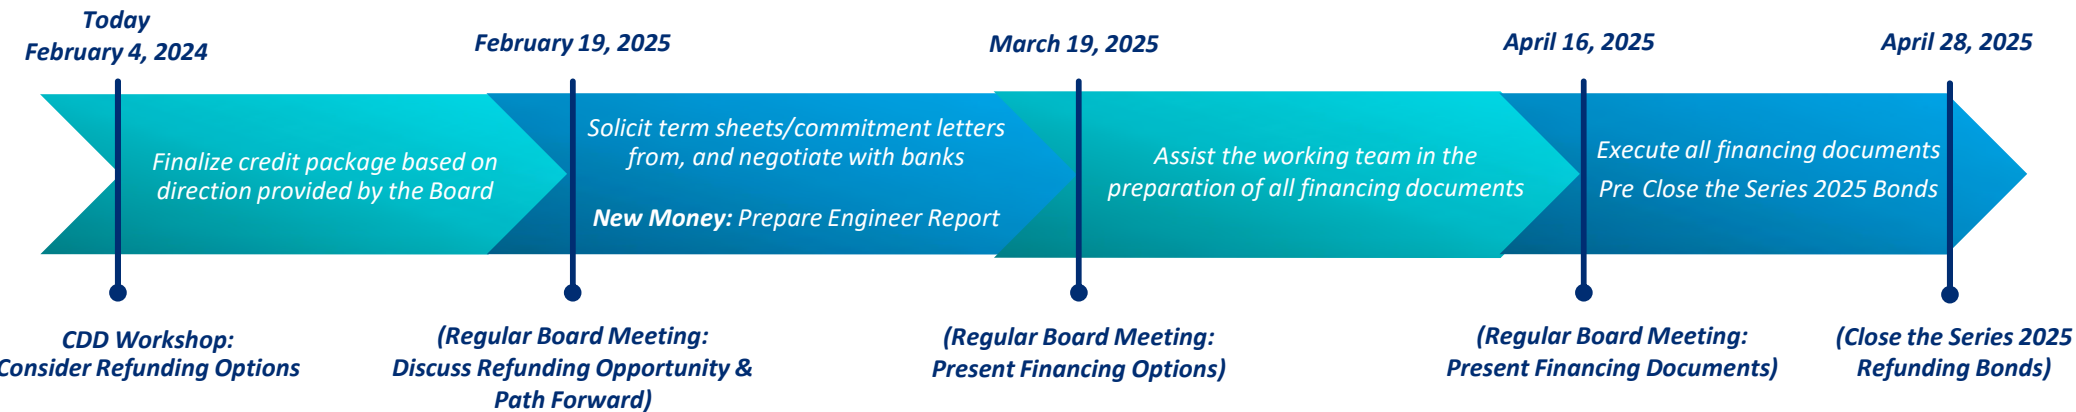 Today
February 4, 2024
February 19, 2025
March 19, 2025
April 16, 2025
April 28, 2025
Finalize credit package based on
direction provided by the Board
Solicit term sheets/commitment letters
from, and negotiate with banks
New Money: Prepare Engineer Report
Assist the working team in the
preparation of all financing documents
Execute all financing documents
Pre Close the Series 2025 Bonds
CDD Workshop:
Consider Refunding Options
(Regular Board Meeting:
Discuss Refunding Opportunity &
Path Forward)
(Regular Board Meeting:
Present Financing Options)
(Regular Board Meeting:
Present Financing Documents)
(Close the Series 2025
Refunding Bonds)